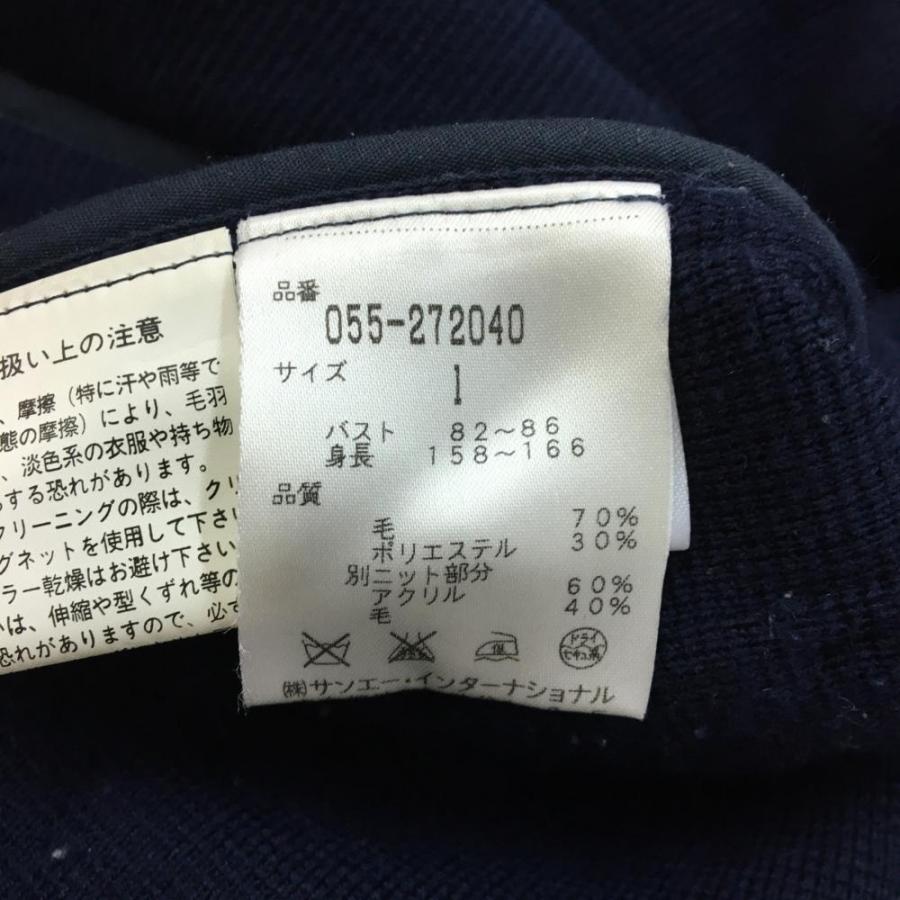 扱い上の注意
、摩擦（特に汗や雨等で
態の摩擦）により、毛羽
、淡色系の衣服や持ち物
する恐れがあります。
クリーニングの際は、クリ
グネットを使用して下さい
ラー乾燥はお避け下さい
いは、伸縮や型くずれ等の
恐れがありますので、必ず
品番
055-272040
サイズ
1
バスト 82～86
身長 158～166
品質
毛 70%
ポリエステル 30%
別ニット部分
アクリル 60%
毛 40%
低
ドライ
セキユ系
㈱サンエー・インターナショナル